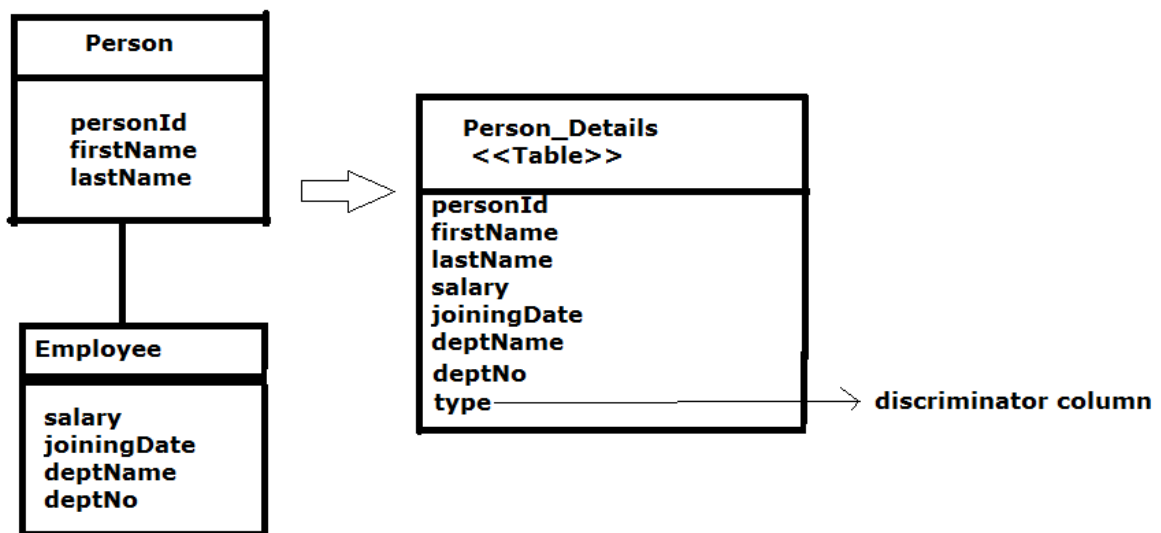 Person
personId
firstName
lastName
Employee
salary
joiningDate
deptName
deptNo
Person_Details
<<Table>>
personId
firstName
lastName
salary
joiningDate
deptName
deptNo
type
discriminator column